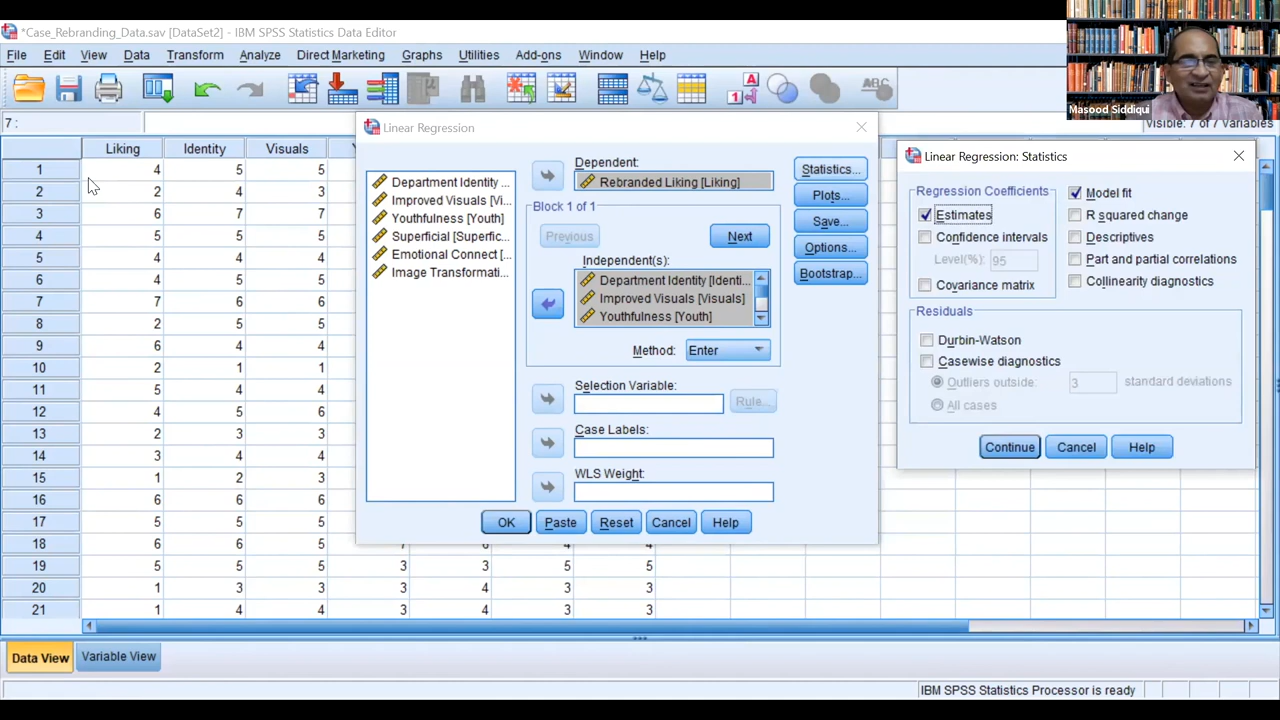 *Case_Rebranding_Data.sav [DataSet2] - IBM SPSS Statistics Data Editor
File Edit View Data Transform Analyze Direct Marketing Graphs Utilities Add-ons Window Help
Masood Siddiqui
7 :
Visible: 7 of 7 Variables
Liking Identity Visuals Y
1 4 5 5
2 2 4 3
3 6 7 7
4 5 5 5
5 4 4 4
6 4 5 5
7 7 6 6
8 2 5 5
9 6 4 4
10 2 1 1
11 5 4 4
12 4 5 6
13 2 3 3
14 3 4 4
15 1 2 3
16 6 6 6
17 5 5 5
18 6 6 5 7 6 4 4
19 5 5 5 3 3 5 5
20 1 3 3 3 4 3 3
21 1 4 4 3 3 3 3
Data View Variable View
IBM SPSS Statistics Processor is ready
Linear Regression
Department Identity ...
Improved Visuals [Vi...
Youthfulness [Youth]
Superficial [Superfic...
Emotional Connect [...
Image Transformati...
Dependent:
Rebranded Liking [Liking]
Block 1 of 1
Previous Next
Independent(s):
Department Identity [Identi...
Improved Visuals [Visuals]
Youthfulness [Youth]
Method: Enter
Selection Variable:
Rule...
Case Labels:
WLS Weight:
Statistics...
Plots...
Save...
Options...
Bootstrap...
OK Paste Reset Cancel Help
Linear Regression: Statistics
Regression Coefficients
Estimates
Confidence intervals
Level(%): 95
Covariance matrix
Model fit
R squared change
Descriptives
Part and partial correlations
Collinearity diagnostics
Residuals
Durbin-Watson
Casewise diagnostics
Outliers outside: 3 standard deviations
All cases
Continue Cancel Help